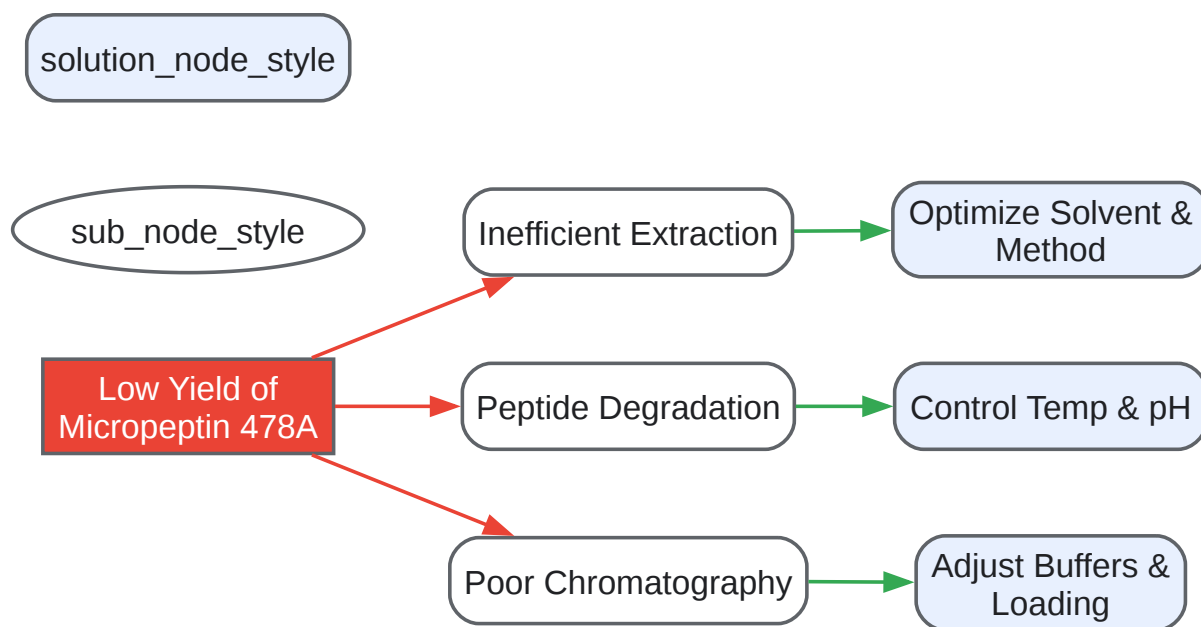 solution_node_style
sub_node_style
Inefficient Extraction
Optimize Solvent &
Method
Low Yield of
Micropeptin 478A
Peptide Degradation
Control Temp & pH
Poor Chromatography
Adjust Buffers &
Loading